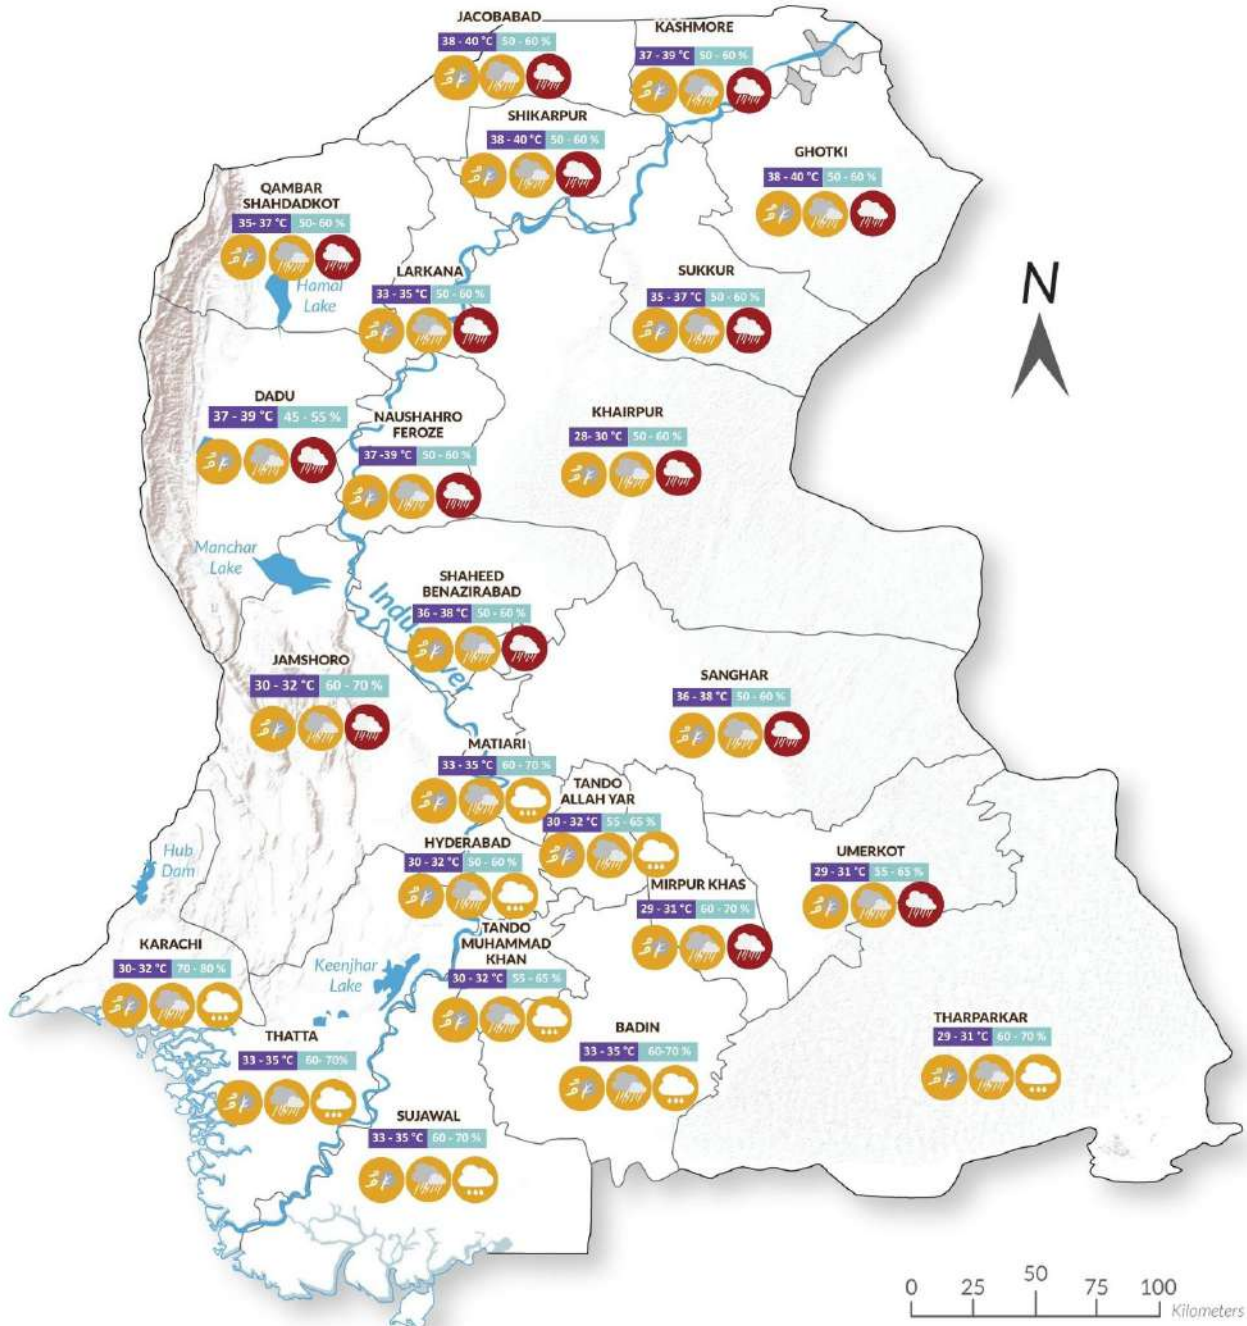 JACOBABAD
38 - 40 °C 50 - 60 %
KASHMORE
37 - 39 °C 50 - 60 %
SHIKARPUR
38 - 40 °C 50 - 60 %
GHOTKI
38 - 40 °C 50 - 60 %
QAMBAR
SHAHDADKOT
35- 37 °C 50- 60 %
Hamal
Lake
LARKANA
33 - 35 °C 50 - 60 %
SUKKUR
35 - 37 °C 50 - 60 %
N
DADU
37 - 39 °C 45 - 55 %
NAUSHAHRO
FEROZE
37 -39 °C 50 - 60 %
KHAIRPUR
28- 30 °C 50 - 60 %
Manchar
Lake
SHAHEED
BENAZIRABAD
36 - 38 °C 50 - 60 %
JAMSHORO
30 - 32 °C 60 - 70 %
SANGHAR
36 - 38 °C 50 - 60 %
MATIARI
33 - 35 °C 60 - 70 %
TANDO
ALLAH YAR
30 - 32 °C 55 - 65 %
HYDERABAD
30 - 32 °C 50 - 60 %
Hub
Dam
UMERKOT
29 - 31 °C 55 - 65 %
MIRPUR KHAS
29 - 31 °C 60 - 70 %
TANDO
MUHAMMAD
KHAN
30 - 32 °C 55 - 65 %
KARACHI
30- 32 °C 70 - 80 %
Keenjhar
Lake
THATTA
33 - 35 °C 60- 70%
BADIN
33 - 35 °C 60-70 %
THARPARKAR
29 - 31 °C 60 - 70 %
SUJAWAL
33 - 35 °C 60 - 70 %
0 25 50 75 100
Kilometers